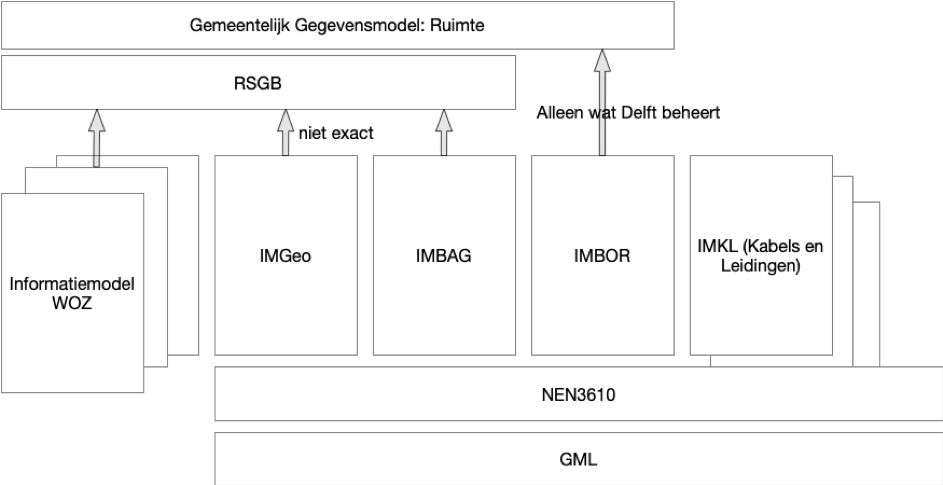 Gemeentelijk Gegevensmodel: Ruimte
RSGB
Alleen wat Delft beheert
niet exact
Informatiemodel
WOZ
IMGeo
IMBAG
IMBOR
IMKL (Kabels en
Leidingen)
NEN3610
GML